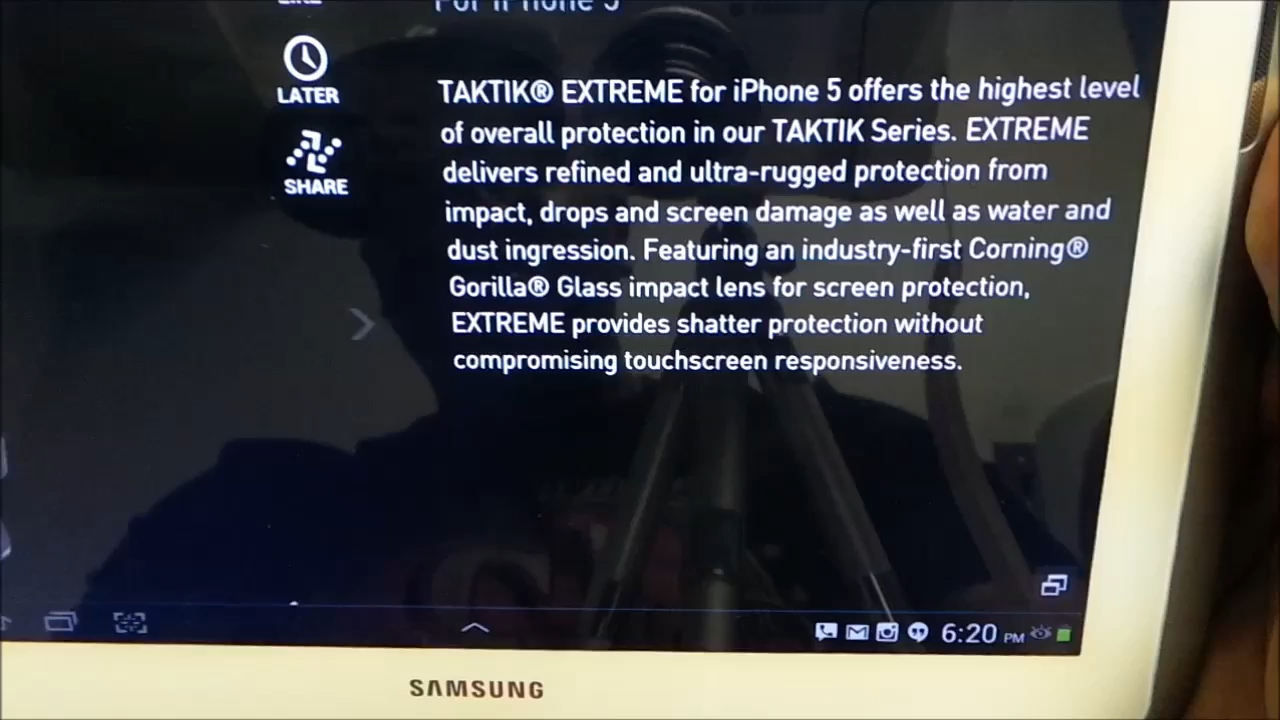 For iPhone 5
LATER
SHARE
TAKTIK® EXTREME for iPhone 5 offers the highest level
of overall protection in our TAKTIK Series. EXTREME
delivers refined and ultra-rugged protection from
impact, drops and screen damage as well as water and
dust ingression. Featuring an industry-first Corning®
Gorilla® Glass impact lens for screen protection,
EXTREME provides shatter protection without
compromising touchscreen responsiveness.
6:20 PM
SAMSUNG